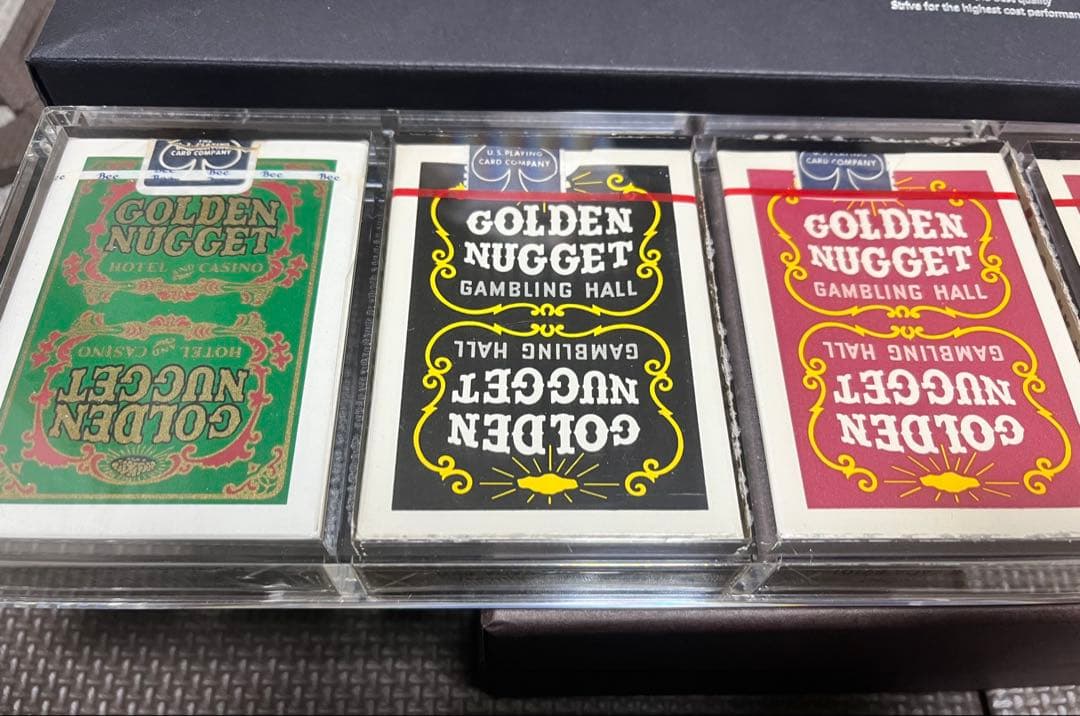 Strive for the highest cost performan
CARD COMPANY
Bee Bee Bee Bee
GOLDEN
NUGGET
HOTEL AND CASINO
HOTEL AND CASINO
NUGGET
GOLDEN
U.S. PLAYING
CARD COMPANY
GOLDEN
NUGGET
GAMBLING HALL
GAMBLING HALL
NUGGET
GOLDEN
CARD COMPANY
GOLDEN
NUGGET
GAMBLING HALL
GAMBLING HALL
NUGGET
GOLDEN